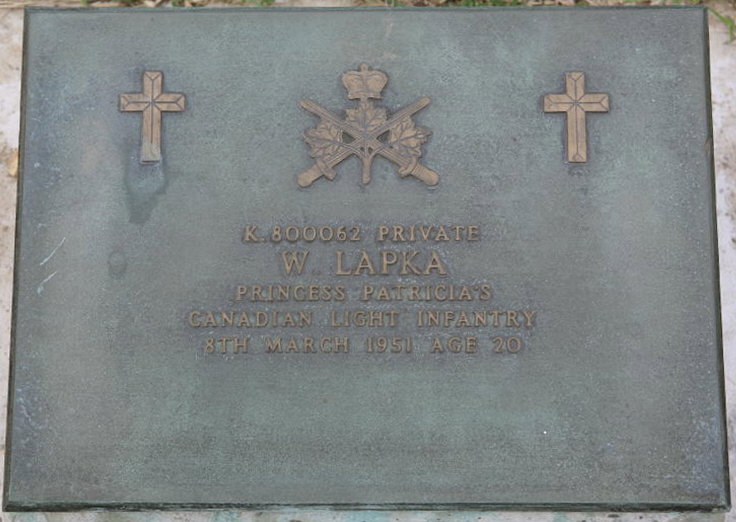 K.800062 PRIVATE
W. LAPKA
PRINCESS PATRICIA'S
CANADIAN LIGHT INFANTRY
8TH MARCH 1951 AGE 20